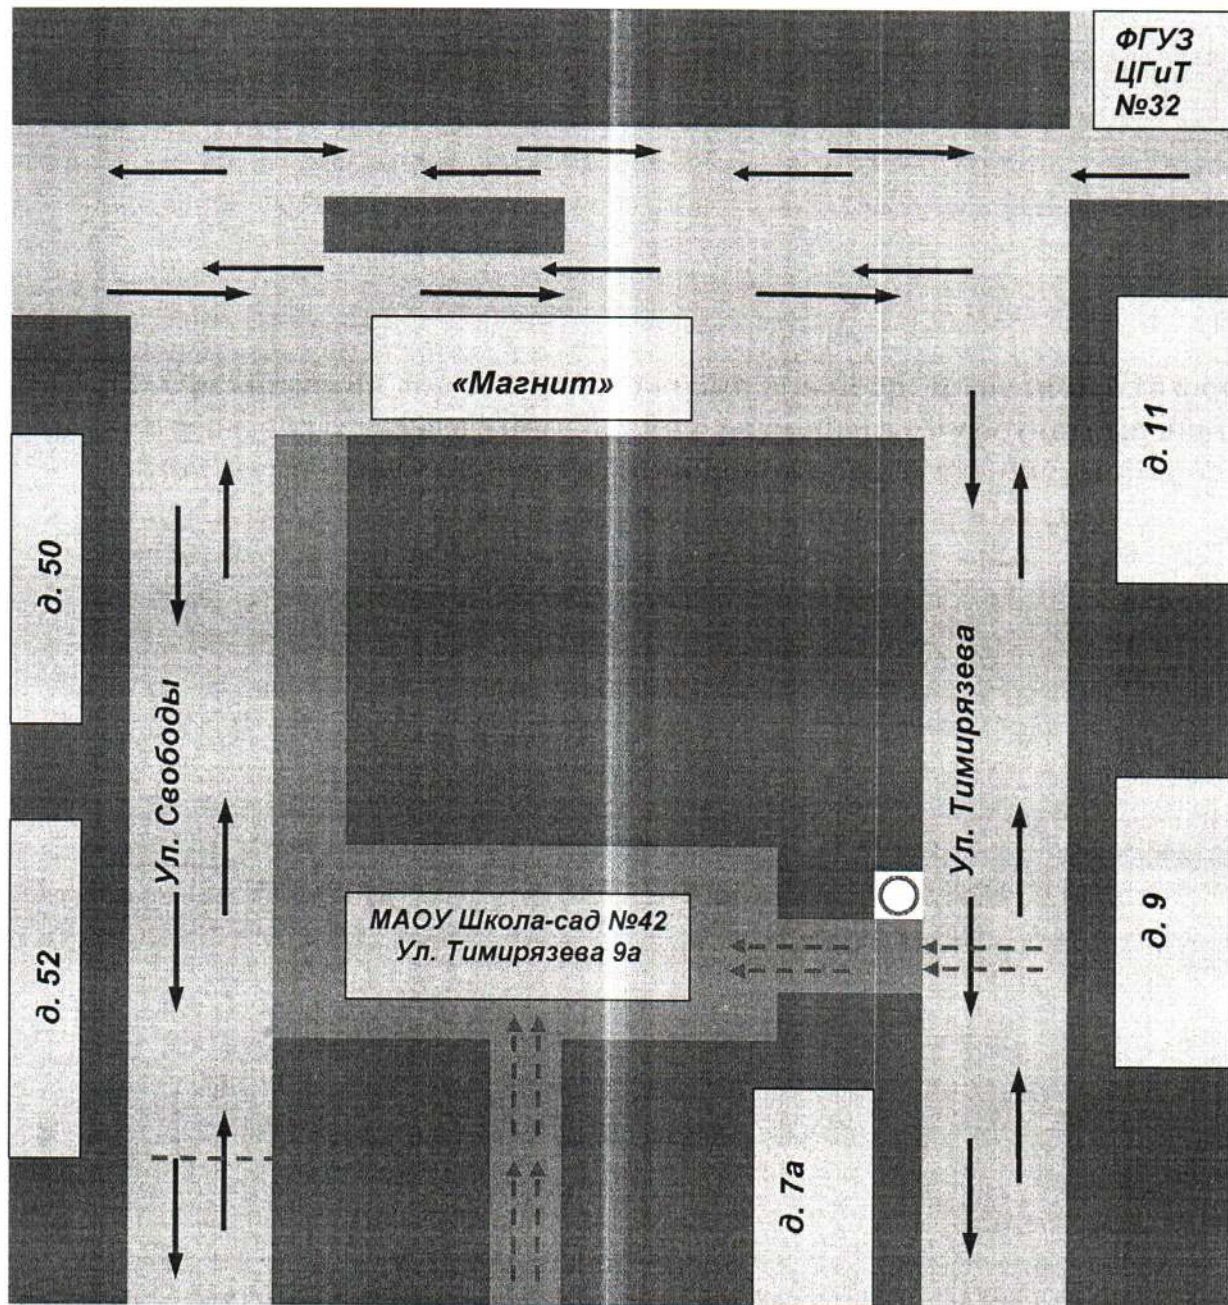 ФГУЗ
ЦГиТ
№32
«Магнит»
д. 11
д. 50
Ул. Свободы
Ул. Тимирязева
д. 52
МАОУ Школа-сад №42
Ул. Тимирязева 9а
д. 9
д. 7а